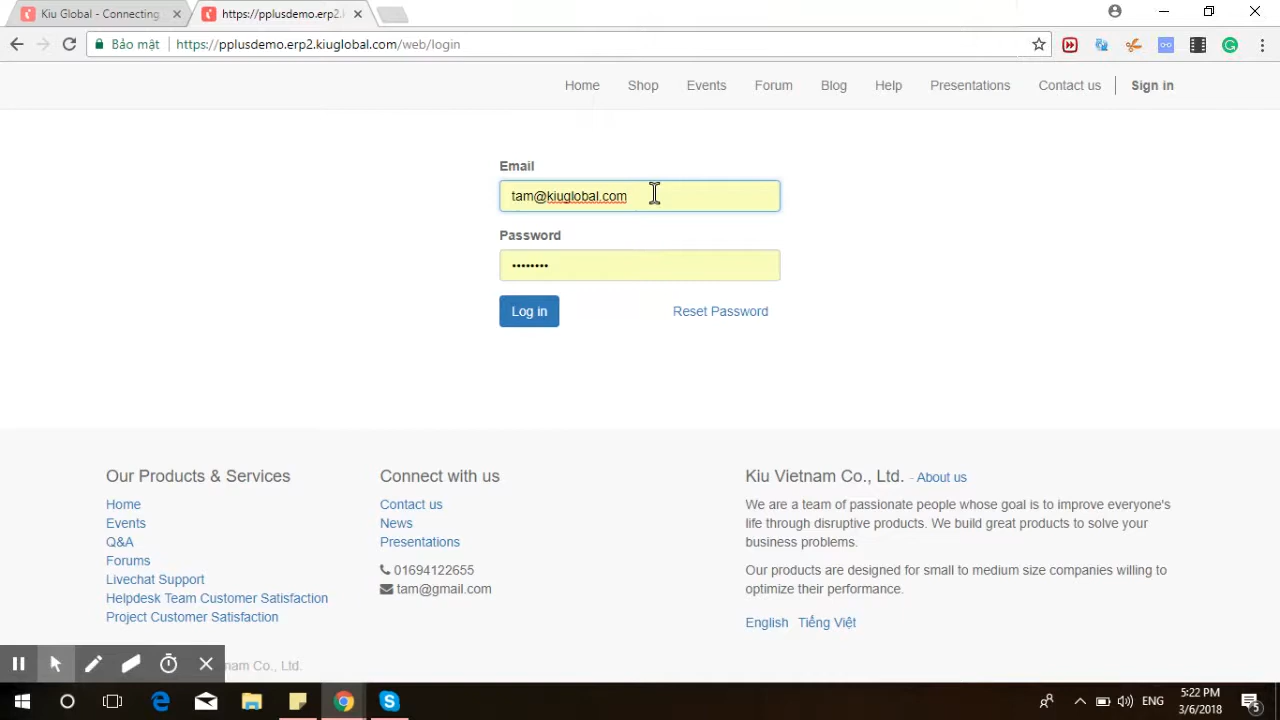 Kiu Global - Connecting
https://pplusdemo.erp2.k
Bảo mật
https://pplusdemo.erp2.kiuglobal.com/web/login
Home Shop Events Forum Blog Help Presentations Contact us Sign in
Email
tam@kiuglobal.com
Password
••••••••
Log in Reset Password
Our Products & Services
Home
Events
Q&A
Forums
Livechat Support
Helpdesk Team Customer Satisfaction
Project Customer Satisfaction
Connect with us
Contact us
News
Presentations
01694122655
tam@gmail.com
Kiu Vietnam Co., Ltd. - About us
We are a team of passionate people whose goal is to improve everyone's
life through disruptive products. We build great products to solve your
business problems.
Our products are designed for small to medium size companies willing to
optimize their performance.
English Tiếng Việt
nam Co., Ltd.
ENG
5:22 PM
3/6/2018
5